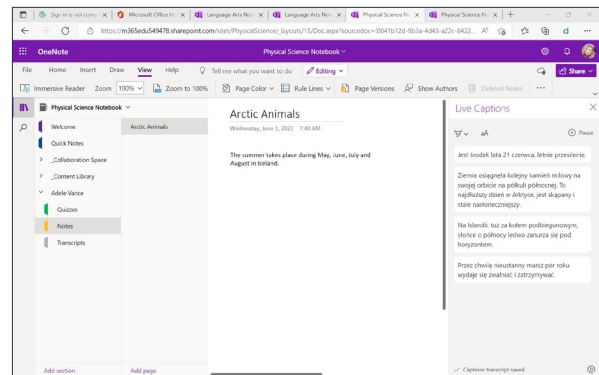 Sign in is not comp
Microsoft Office H
Language Arts Not
Language Arts Not
Physical Science N
Physical Science N
https://m365edu549478.sharepoint.com/sites/PhysicalScience/_layouts/15/Doc.aspx?sourcedoc={0041b12d-9b3a-4d43-a22c-8422...
OneNote
Physical Science Notebook
File Home Insert Draw View Help Tell me what you want to do Editing Share
Immersive Reader Zoom 100% Zoom to 100% Page Color Rule Lines Page Versions Show Authors Deleted Notes ...
Physical Science Notebook
Welcome
Quick Notes
_Collaboration Space
_Content Library
Adele Vance
Quizzes
Notes
Transcripts
Add section
Arctic Animals
Add page
Arctic Animals
Wednesday, June 1, 2022 7:40 AM
The summer takes place during May, June, July and
August in Iceland.
Live Captions
Pause
Jest środek lata 21 czerwca, letnie przesilenie.
Ziemia osiągnęła kolejny kamień milowy na
swojej orbicie na półkuli północnej. To
najdłuższy dzień w Arktyce, jest skąpany i
stale nasłoneczniejszy.
Na Islandii, tuż za kołem podbiegunowym,
słońce o północy ledwo zanurza się pod
horyzontem.
Przez chwilę nieustanny marsz pór roku
wydaje się zwalniać i zatrzymywać.
Captions transcript saved